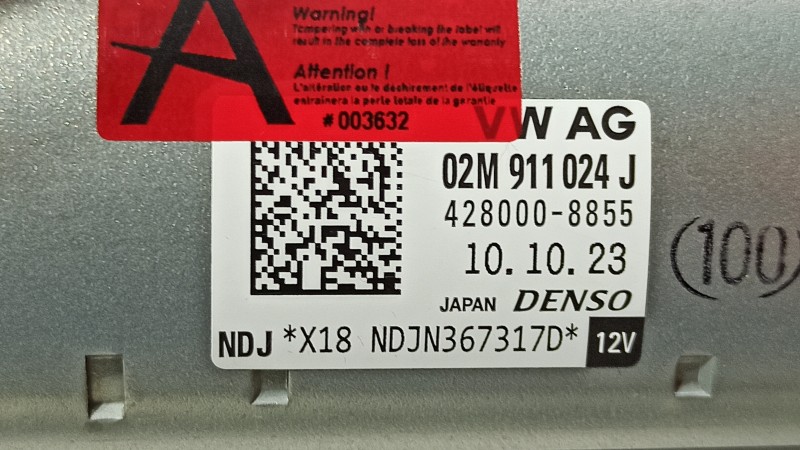 Warning!
Tampering with or breaking the label will
result in the complete loss of the warranty
Attention !
L'altération ou le déchirement de l'étiquette
entraînera la perte totale de la garantie
#003632
VW AG
02M 911 024 J
428000-8855
10. 10. 23
(100)
JAPAN DENSO
NDJ *X18 NDJN367317D* 12V